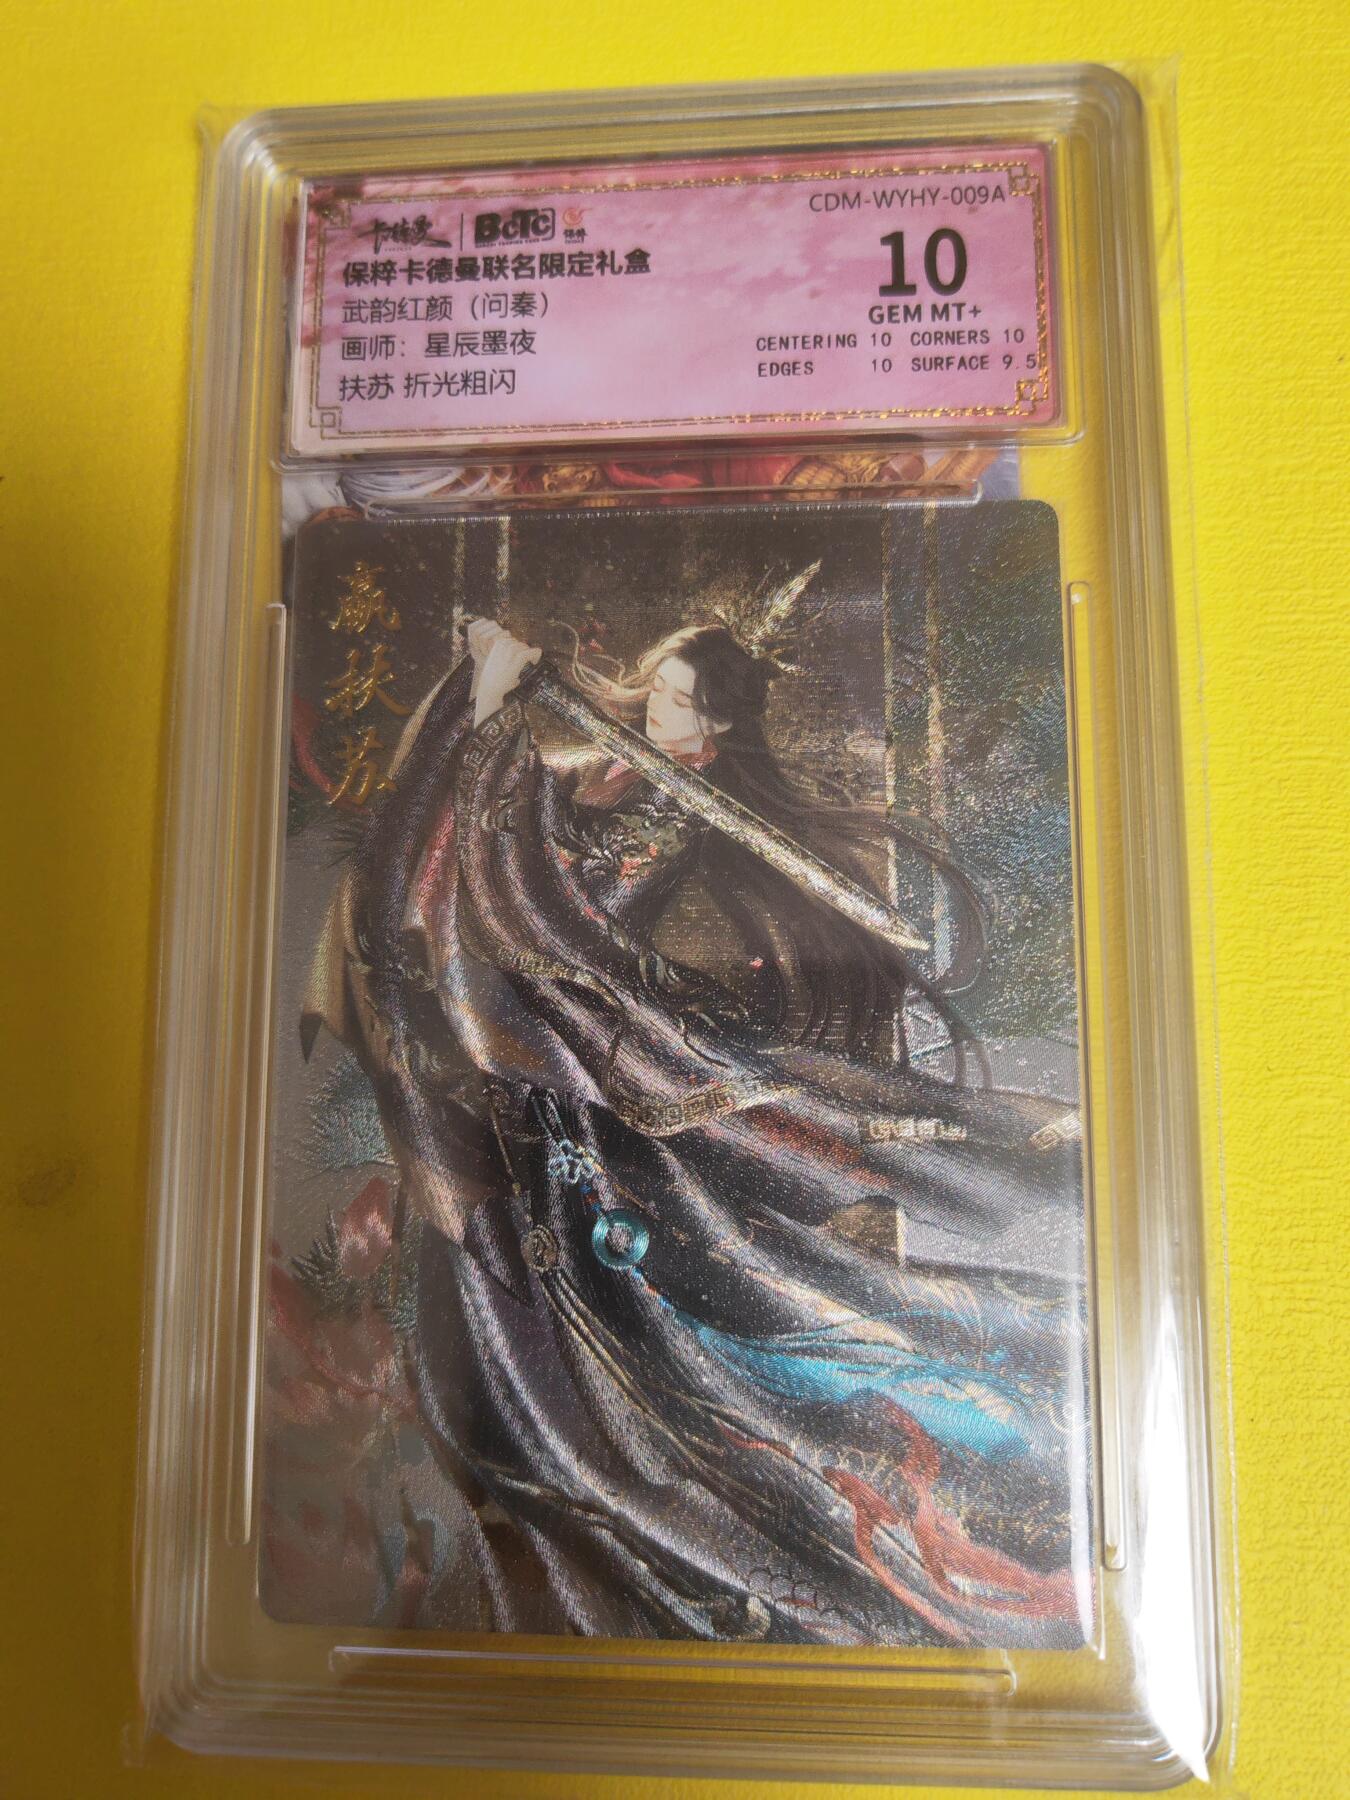 卡德曼 BCTC 保粹
CDM-WYHY-009A
保粹卡德曼联名限定礼盒
武韵红颜（问秦）
画师：星辰墨夜
扶苏 折光粗闪
10
GEM MT+
CENTERING 10 CORNERS 10
EDGES 10 SURFACE 9.5
嬴扶苏